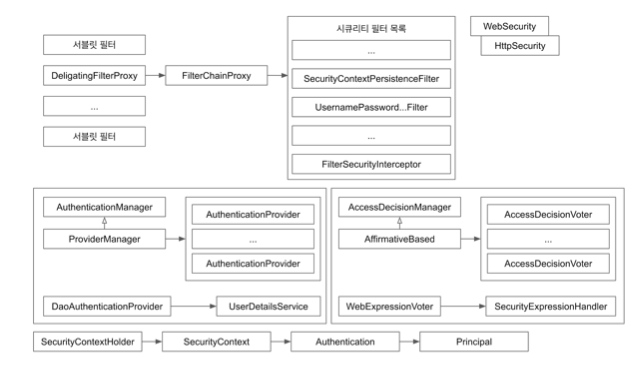 서블릿 필터
DeligatingFilterProxy
...
서블릿 필터
FilterChainProxy
시큐리티 필터 목록
...
SecurityContextPersistenceFilter
UsernamePassword...Filter
...
FilterSecurityInterceptor
WebSecurity
HttpSecurity
AuthenticationManager
ProviderManager
AuthenticationProvider
...
AuthenticationProvider
DaoAuthenticationProvider
UserDetailsService
AccessDecisionManager
AffirmativeBased
AccessDecisionVoter
...
AccessDecisionVoter
WebExpressionVoter
SecurityExpressionHandler
SecurityContextHolder
SecurityContext
Authentication
Principal